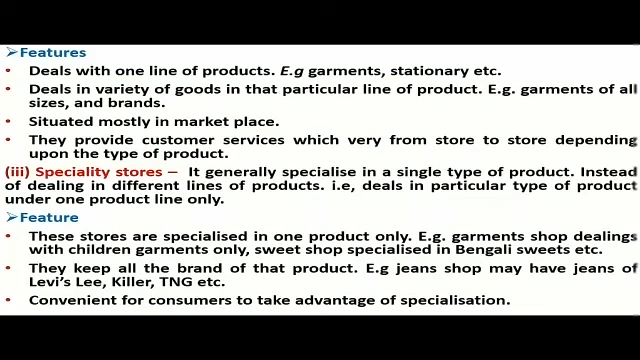 ➢Features
• Deals with one line of products. E.g garments, stationary etc.
• Deals in variety of goods in that particular line of product. E.g. garments of all
sizes, and brands.
• Situated mostly in market place.
• They provide customer services which very from store to store depending
upon the type of product.
(iii) Speciality stores – It generally specialise in a single type of product. Instead
of dealing in different lines of products. i.e, deals in particular type of product
under one product line only.
➢Feature
• These stores are specialised in one product only. E.g. garments shop dealings
with children garments only, sweet shop specialised in Bengali sweets etc.
• They keep all the brand of that product. E.g jeans shop may have jeans of
Levi's Lee, Killer, TNG etc.
• Convenient for consumers to take advantage of specialisation.